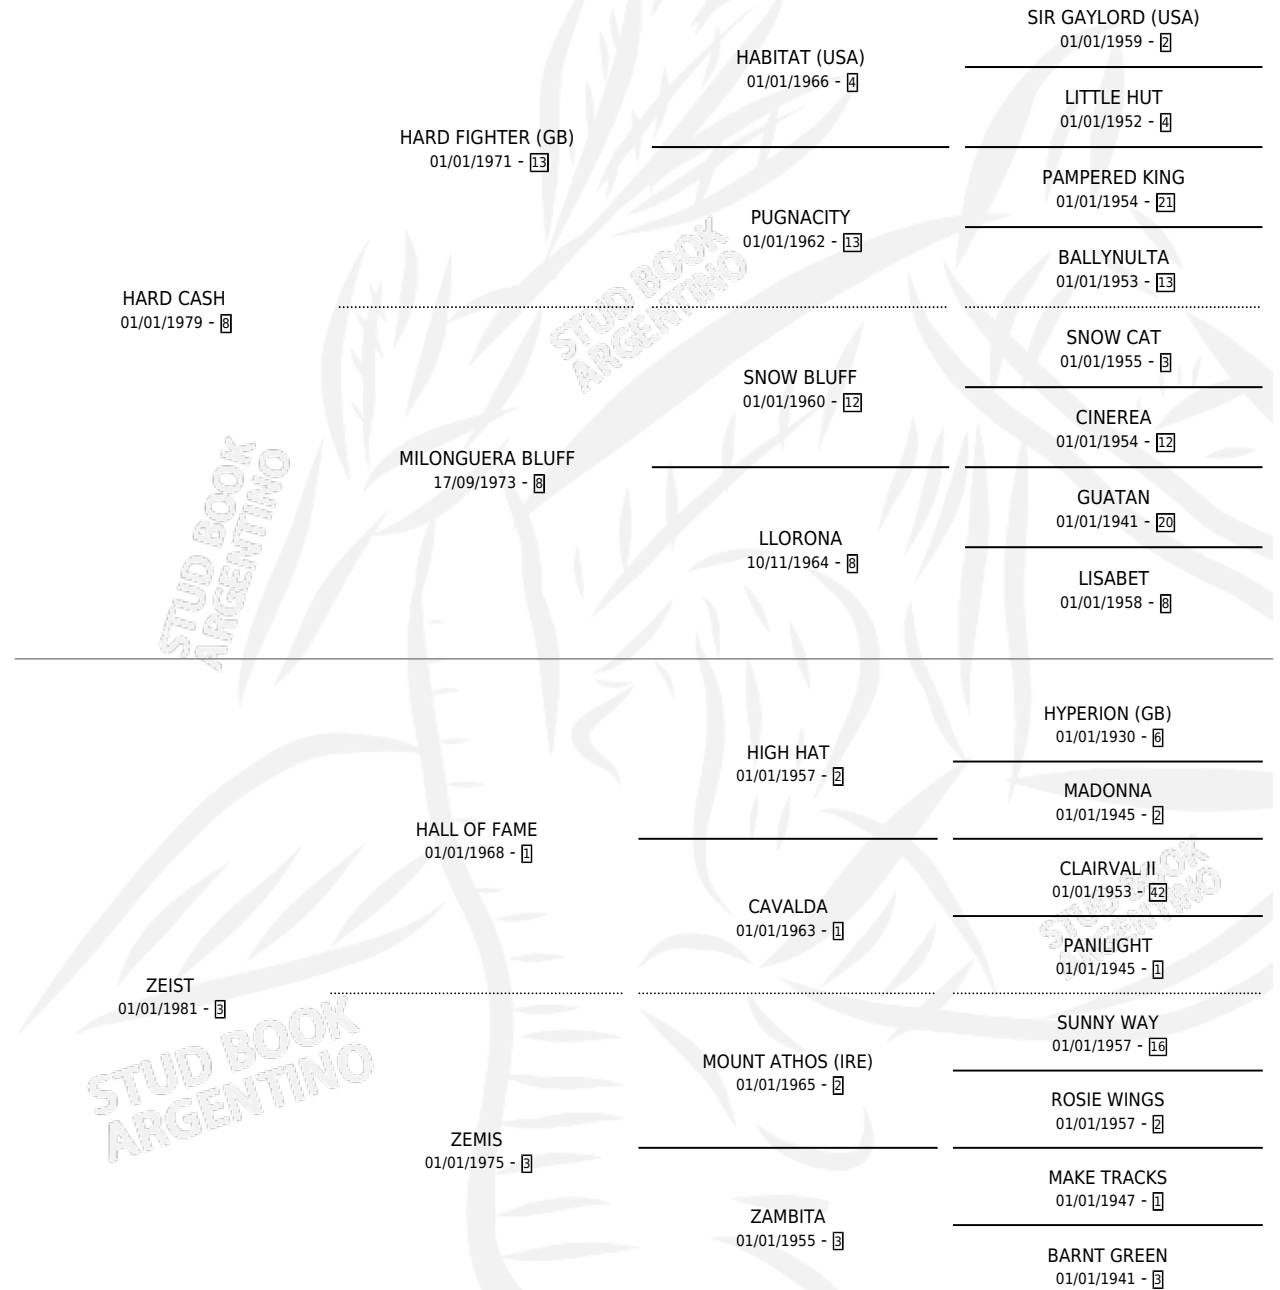 SIR GAYLORD (USA)
01/01/1959 - 2
HABITAT (USA)
01/01/1966 - 4
LITTLE HUT
01/01/1952 - 4
HARD FIGHTER (GB)
01/01/1971 - 13
PAMPERED KING
01/01/1954 - 21
PUGNACITY
01/01/1962 - 13
BALLYNULTA
01/01/1953 - 13
HARD CASH
01/01/1979 - 8
STUD BOOK
ARGENTINO
SNOW CAT
01/01/1955 - 3
SNOW BLUFF
01/01/1960 - 12
CINEREA
01/01/1954 - 12
MILONGUERA BLUFF
17/09/1973 - 8
GUATAN
01/01/1941 - 20
LLORONA
10/11/1964 - 8
LISABET
01/01/1958 - 8
STUD BOOK
ARGENTINO
HYPERION (GB)
01/01/1930 - 6
HIGH HAT
01/01/1957 - 2
MADONNA
01/01/1945 - 2
HALL OF FAME
01/01/1968 - 1
CLAIRVAL II
01/01/1953 - 42
CAVALDA
01/01/1963 - 1
STUD BOOK
ARGENTINO
PANILIGHT
01/01/1945 - 1
ZEIST
01/01/1981 - 3
SUNNY WAY
01/01/1957 - 16
STUD BOOK
ARGENTINO
MOUNT ATHOS (IRE)
01/01/1965 - 2
ROSIE WINGS
01/01/1957 - 2
ZEMIS
01/01/1975 - 3
MAKE TRACKS
01/01/1947 - 1
ZAMBITA
01/01/1955 - 3
BARNT GREEN
01/01/1941 - 3